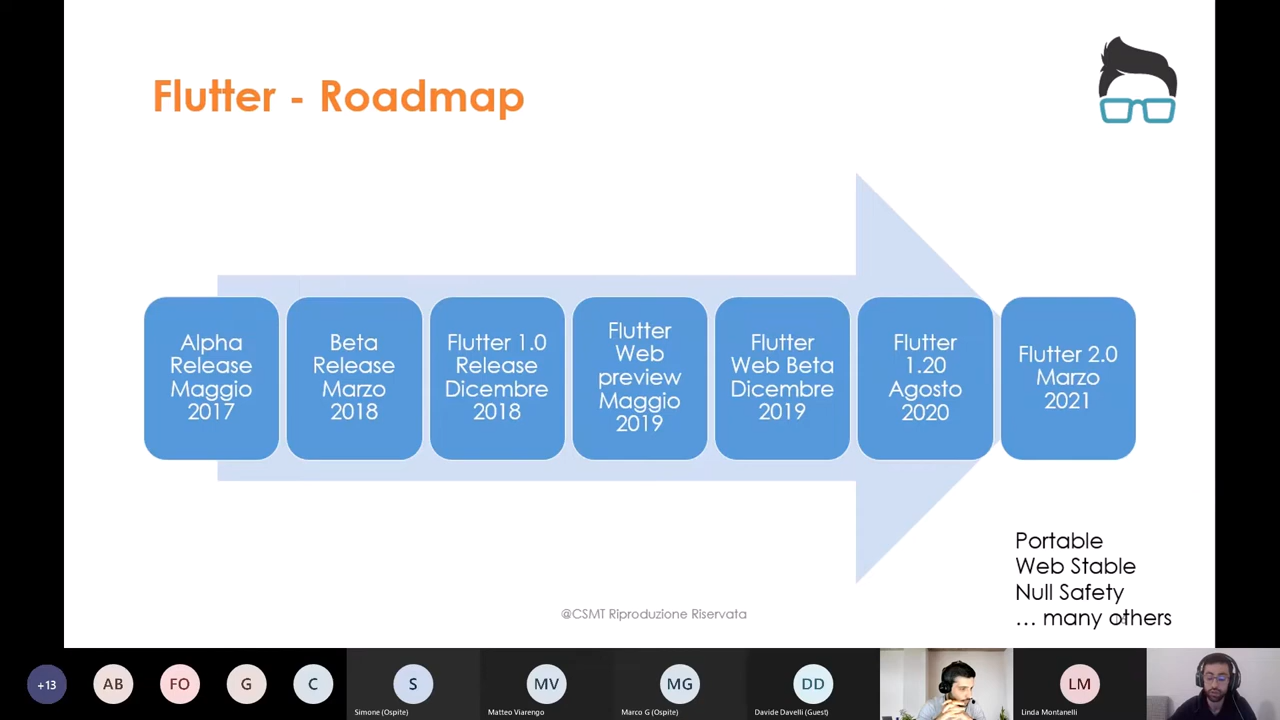 Flutter - Roadmap
Alpha
Release
Maggio
2017
Beta
Release
Marzo
2018
Flutter 1.0
Release
Dicembre
2018
Flutter
Web
preview
Maggio
2019
Flutter
Web Beta
Dicembre
2019
Flutter
1.20
Agosto
2020
Flutter 2.0
Marzo
2021
Portable
Web Stable
Null Safety
... many others
@CSMT Riproduzione Riservata
+13
AB
FO
G
C
S
Simone (Ospite)
MV
Matteo Viarengo
MG
Marco G (Ospite)
DD
Davide Davelli (Guest)
LM
Linda Montanelli